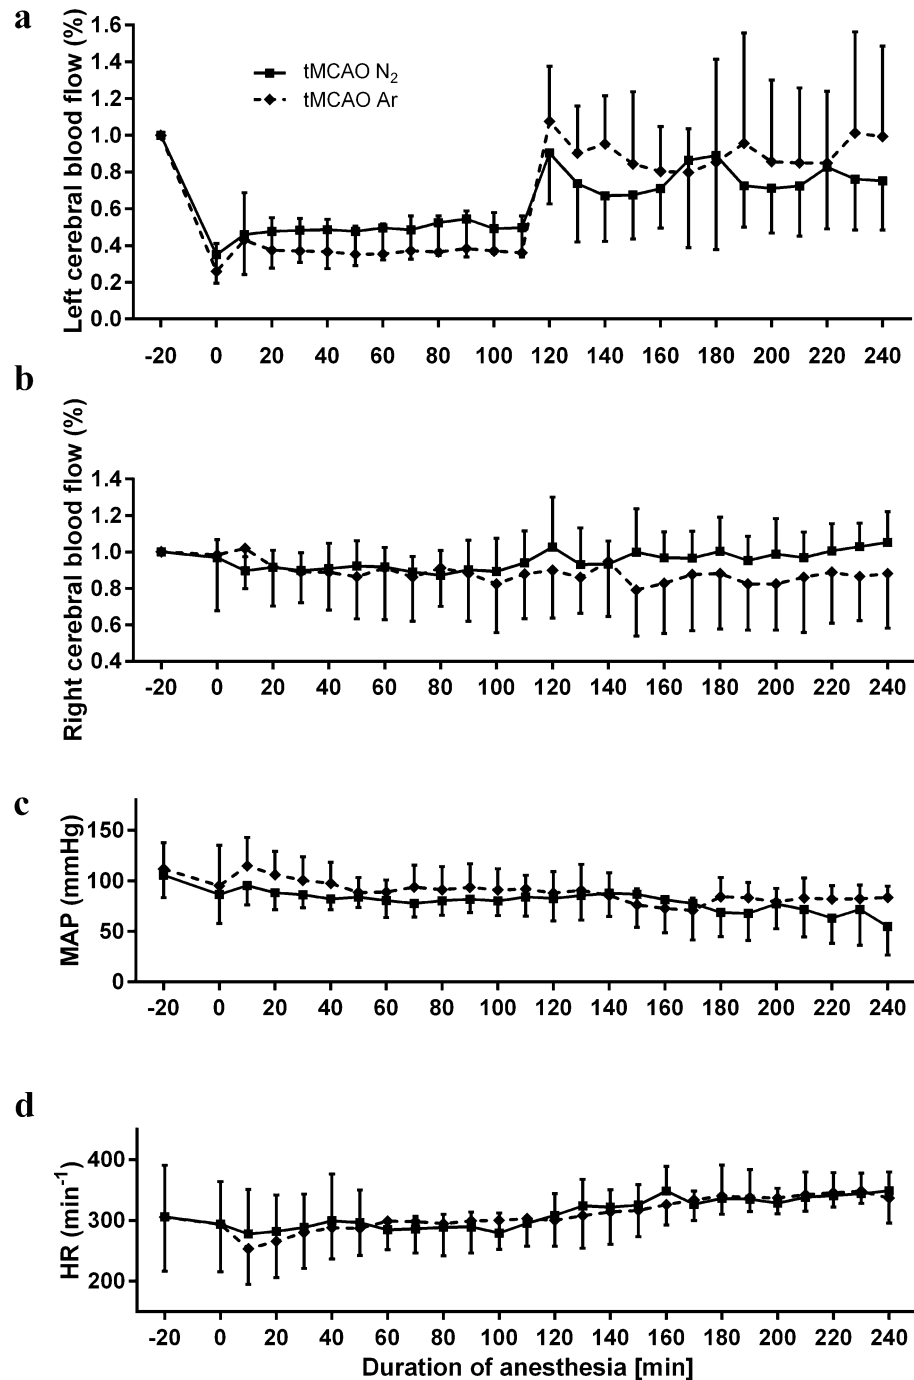 a
Left cerebral blood flow (%)
1.6
1.4
1.2
1.0
0.8
0.6
0.4
0.2
0.0
tMCAO N₂
tMCAO Ar
-20 0 20 40 60 80 100 120 140 160 180 200 220 240
b
Right cerebral blood flow (%)
1.4
1.2
1.0
0.8
0.6
0.4
-20 0 20 40 60 80 100 120 140 160 180 200 220 240
c
MAP (mmHg)
150
100
50
0
-20 0 20 40 60 80 100 120 140 160 180 200 220 240
d
HR (min⁻¹)
400
300
200
-20 0 20 40 60 80 100 120 140 160 180 200 220 240
Duration of anesthesia [min]